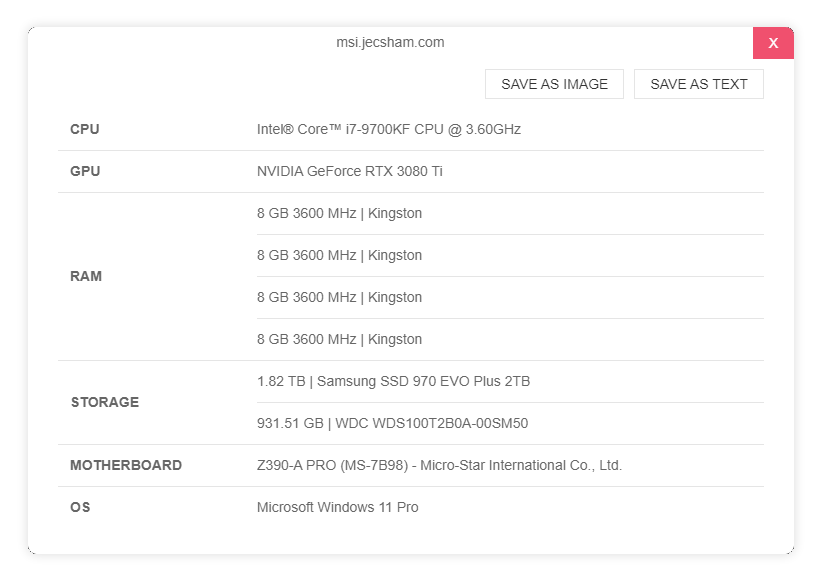 msi.jecsham.com
X
SAVE AS IMAGE
SAVE AS TEXT
CPU
Intel® Core™ i7-9700KF CPU @ 3.60GHz
GPU
NVIDIA GeForce RTX 3080 Ti
RAM
8 GB 3600 MHz | Kingston
8 GB 3600 MHz | Kingston
8 GB 3600 MHz | Kingston
8 GB 3600 MHz | Kingston
STORAGE
1.82 TB | Samsung SSD 970 EVO Plus 2TB
931.51 GB | WDC WDS100T2B0A-00SM50
MOTHERBOARD
Z390-A PRO (MS-7B98) - Micro-Star International Co., Ltd.
OS
Microsoft Windows 11 Pro